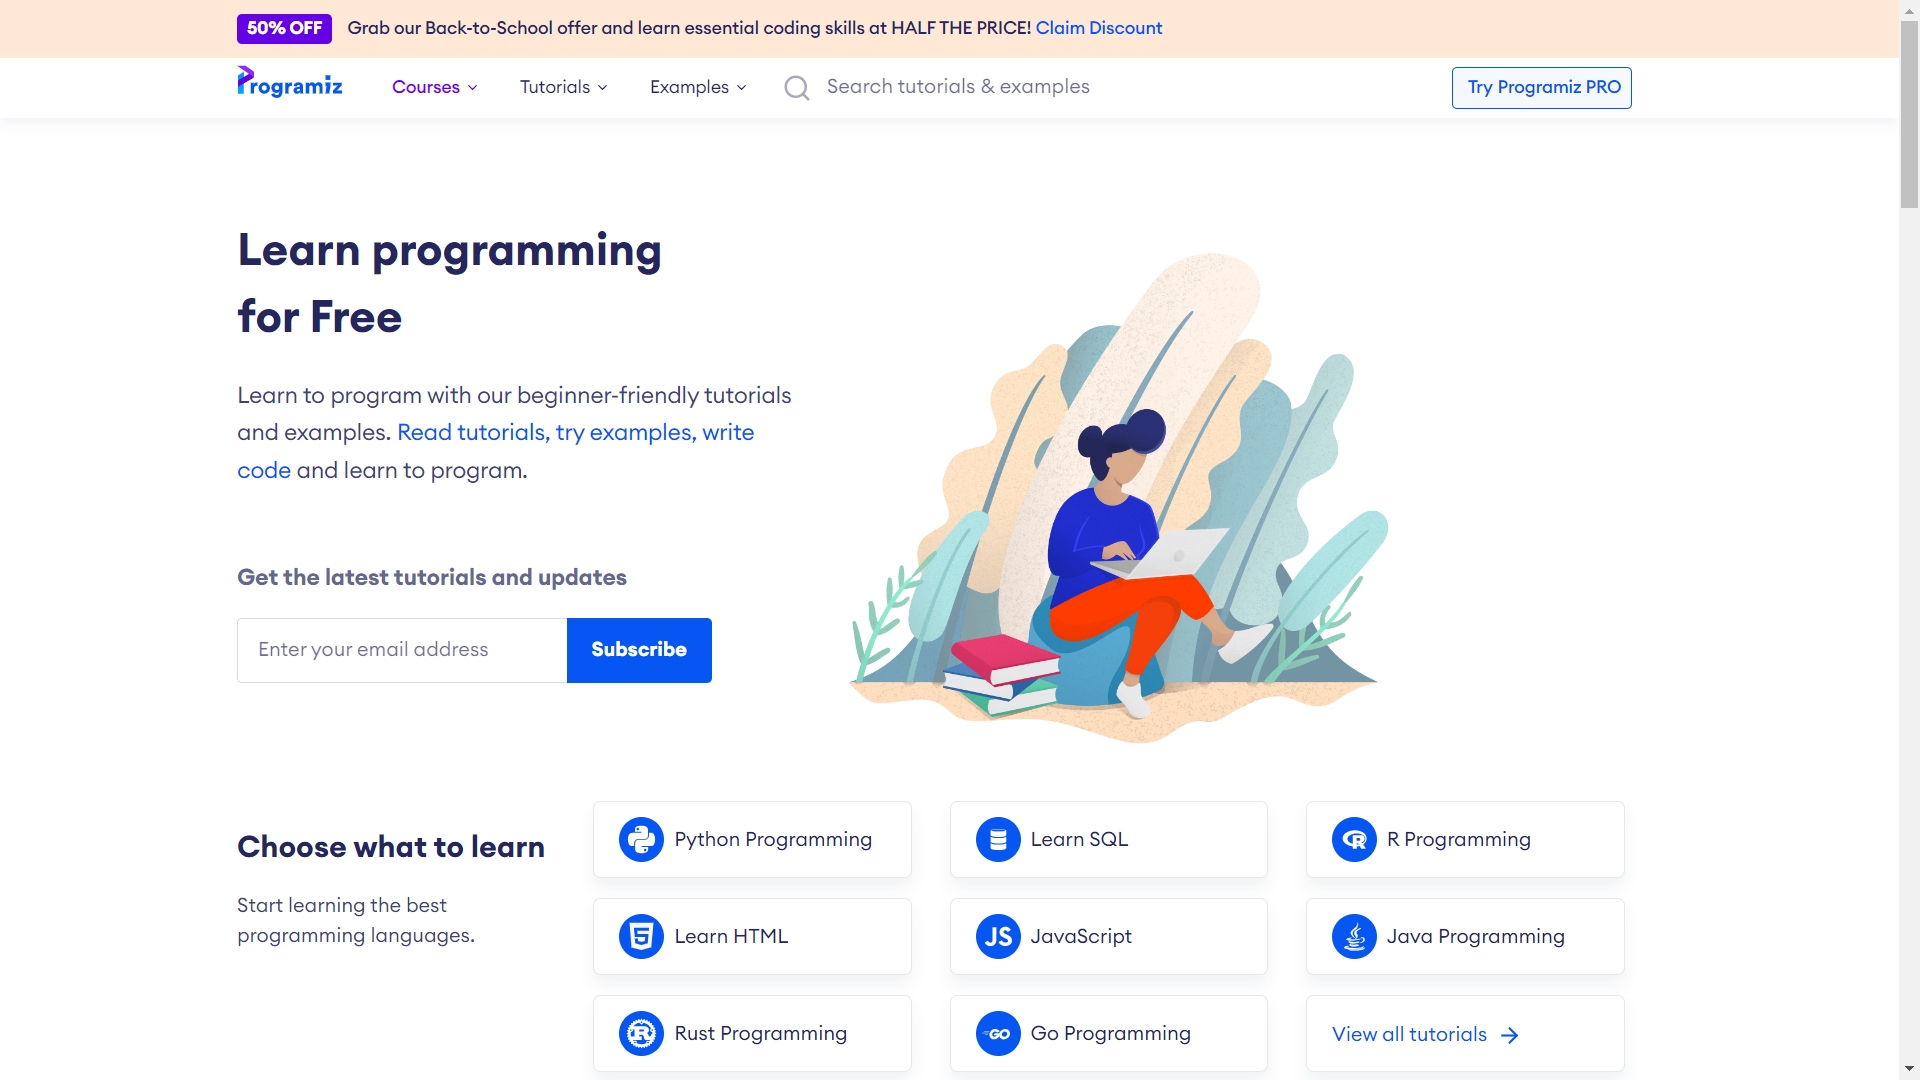 50% OFF Grab our Back-to-School offer and learn essential coding skills at HALF THE PRICE! Claim Discount
Programiz Courses Tutorials Examples Search tutorials & examples Try Programiz PRO
Learn programming
for Free
Learn to program with our beginner-friendly tutorials
and examples. Read tutorials, try examples, write
code and learn to program.
Get the latest tutorials and updates
Enter your email address Subscribe
Choose what to learn
Start learning the best
programming languages.
Python Programming Learn SQL R Programming
Learn HTML JS JavaScript Java Programming
Rust Programming GO Go Programming View all tutorials